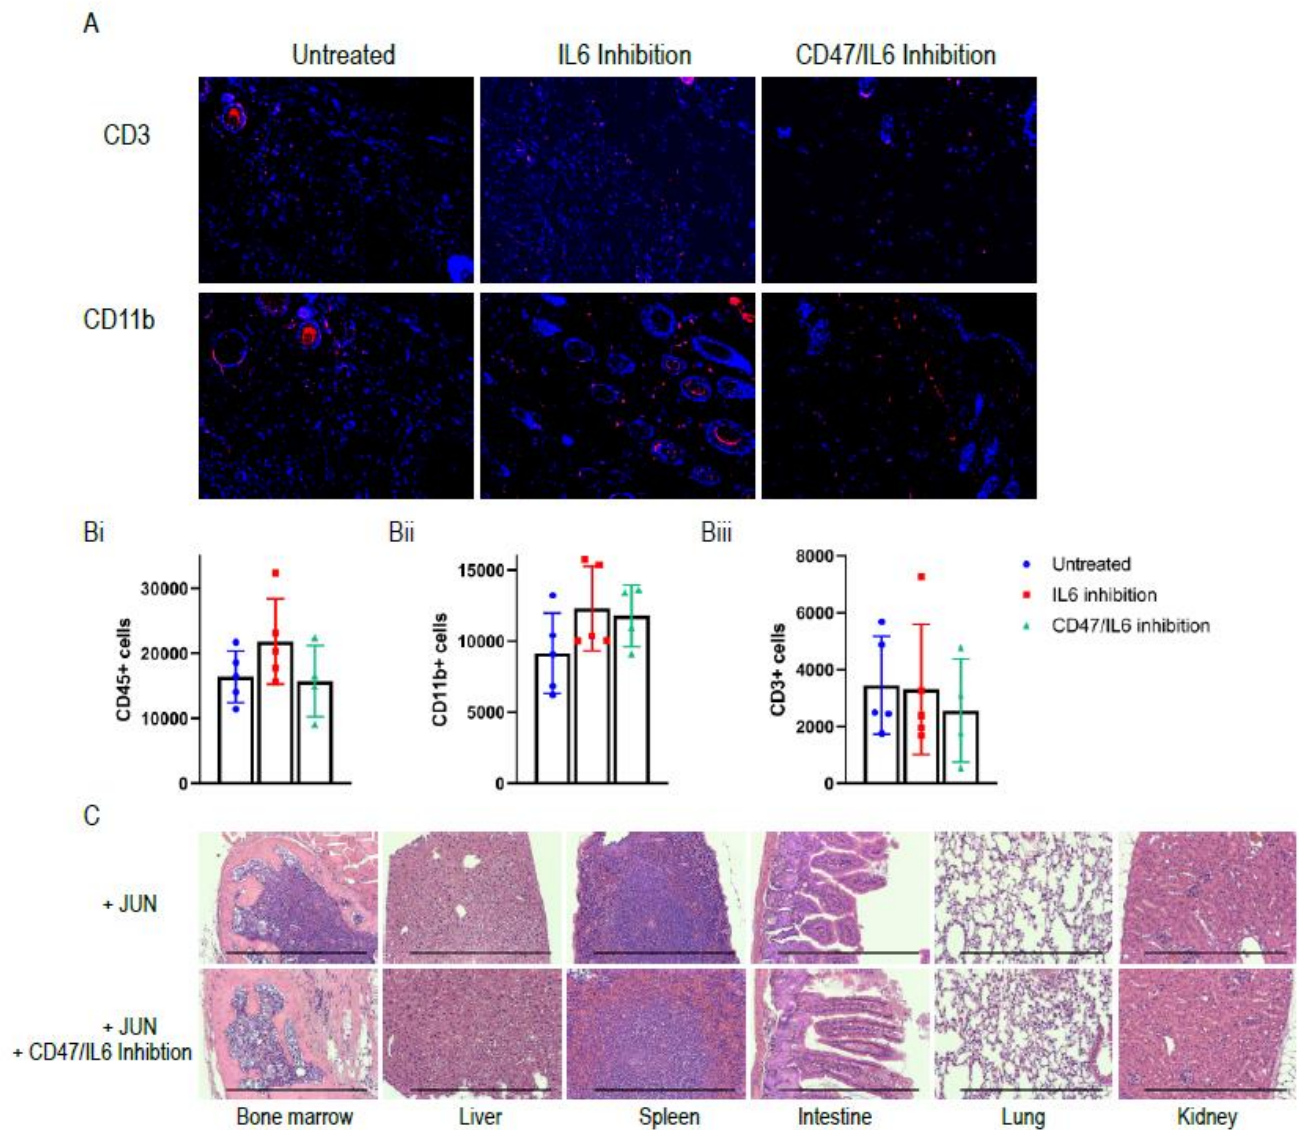 A
Untreated
IL6 Inhibition
CD47/IL6 Inhibition
CD3
CD11b
Bi
Bii
Biii
CD45+ cells
30000
20000
10000
0
CD11b+ cells
15000
10000
5000
0
CD3+ cells
8000
6000
4000
2000
0
Untreated
IL6 inhibition
CD47/IL6 inhibition
C
+ JUN
+ JUN
+ CD47/IL6 Inhibtion
Bone marrow
Liver
Spleen
Intestine
Lung
Kidney